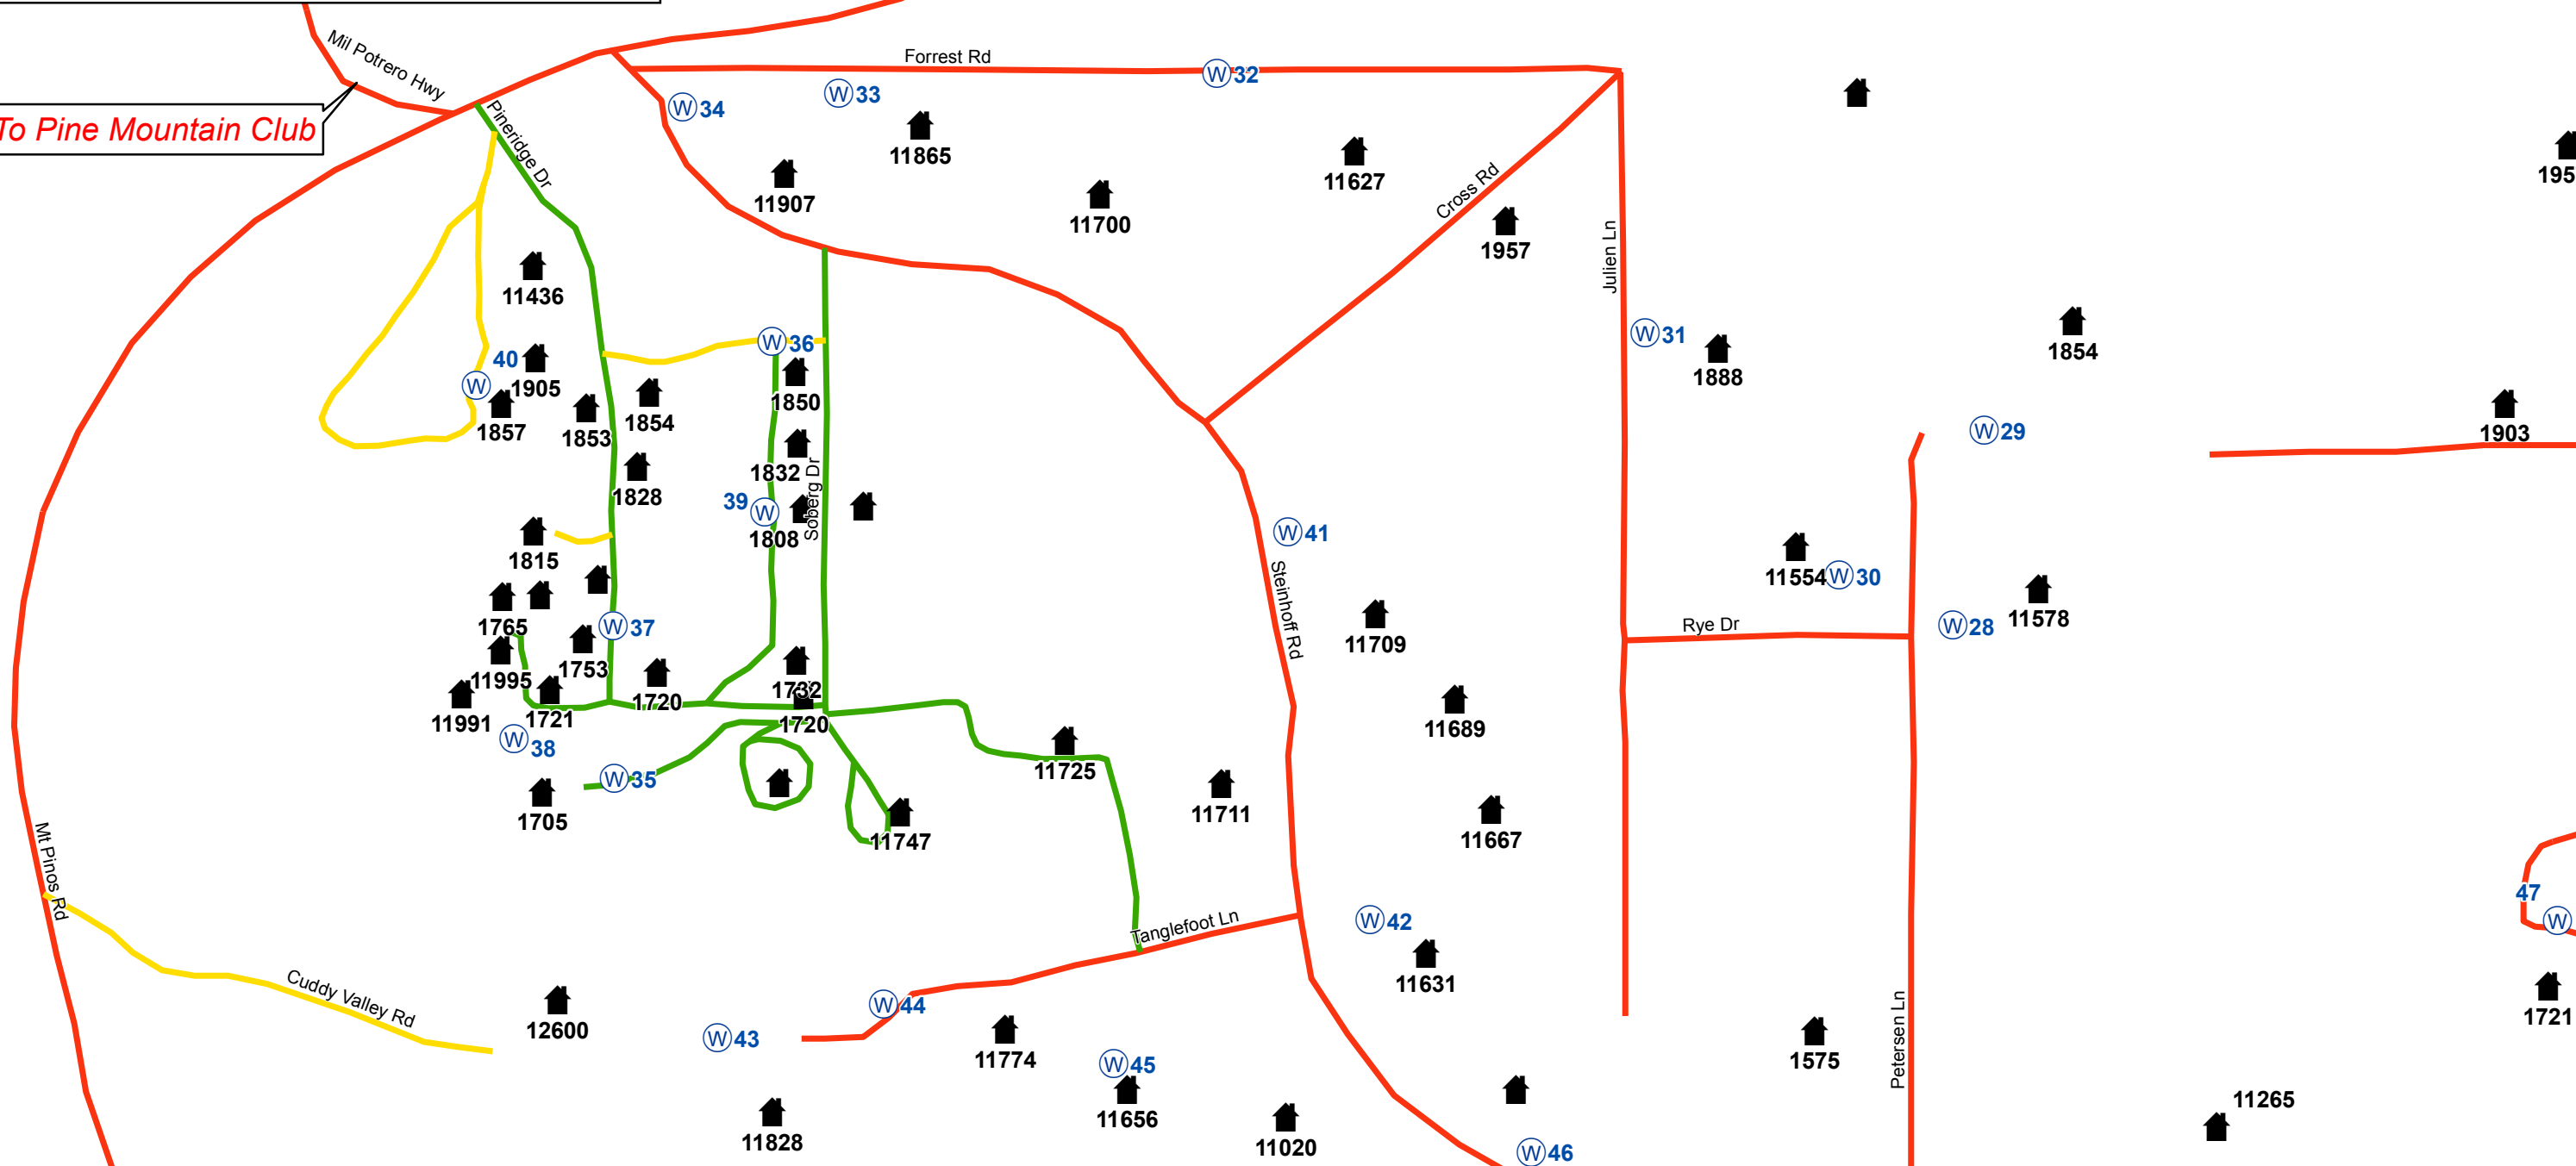 Mil Potrero Hwy
Forrest Rd
W 32
W 33
W 34
To Pine Mountain Club
Pineridge Dr
11865
11907
11700
11627
Cross Rd
1957
195
Julien Ln
11436
W 31
W 36
1854
40
1905
W
1888
1850
1854
1857
1853
W 29
1903
1832
1828
Soberg Dr
39
W
1808
W 41
1815
11554
W 30
Steinhoff Rd
11578
1765
W 37
W 28
Rye Dr
11709
1753
11995
1720
1732
11991
1721
1720
11689
W 38
11725
W 35
1705
11711
11747
11667
Mt Pinos Rd
47
W
Tanglefoot Ln
W 42
11631
Cuddy Valley Rd
W 44
12600
W 43
11774
1721
1575
Petersen Ln
W 45
11656
11265
11828
11020
W 46